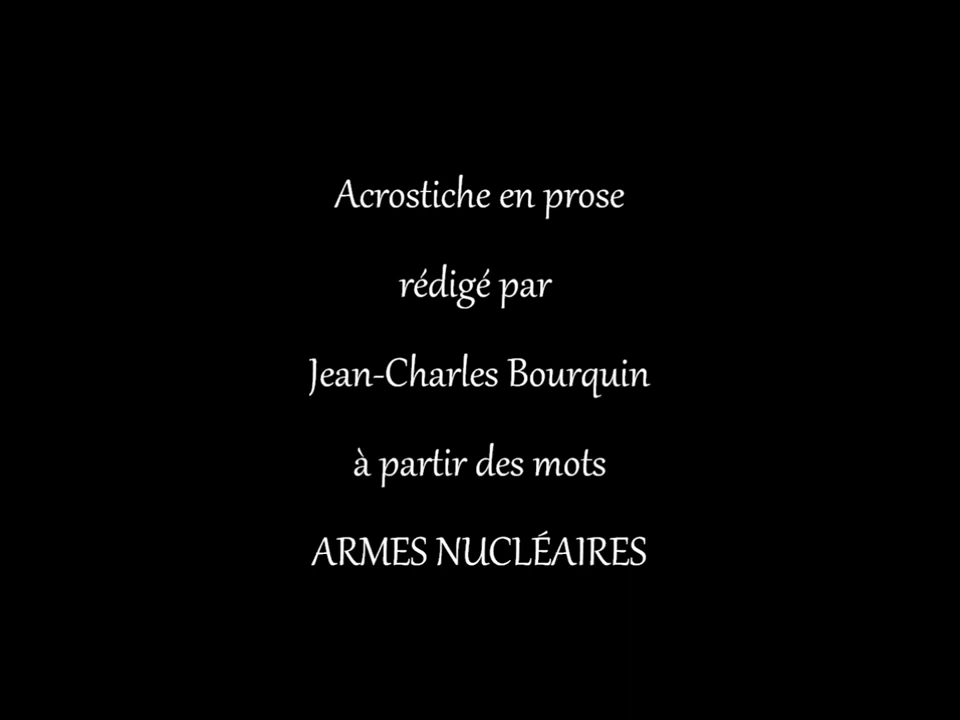 Acrostiche en prose
rédigé par
Jean-Charles Bourquin
à partir des mots
ARMES NUCLÉAIRES